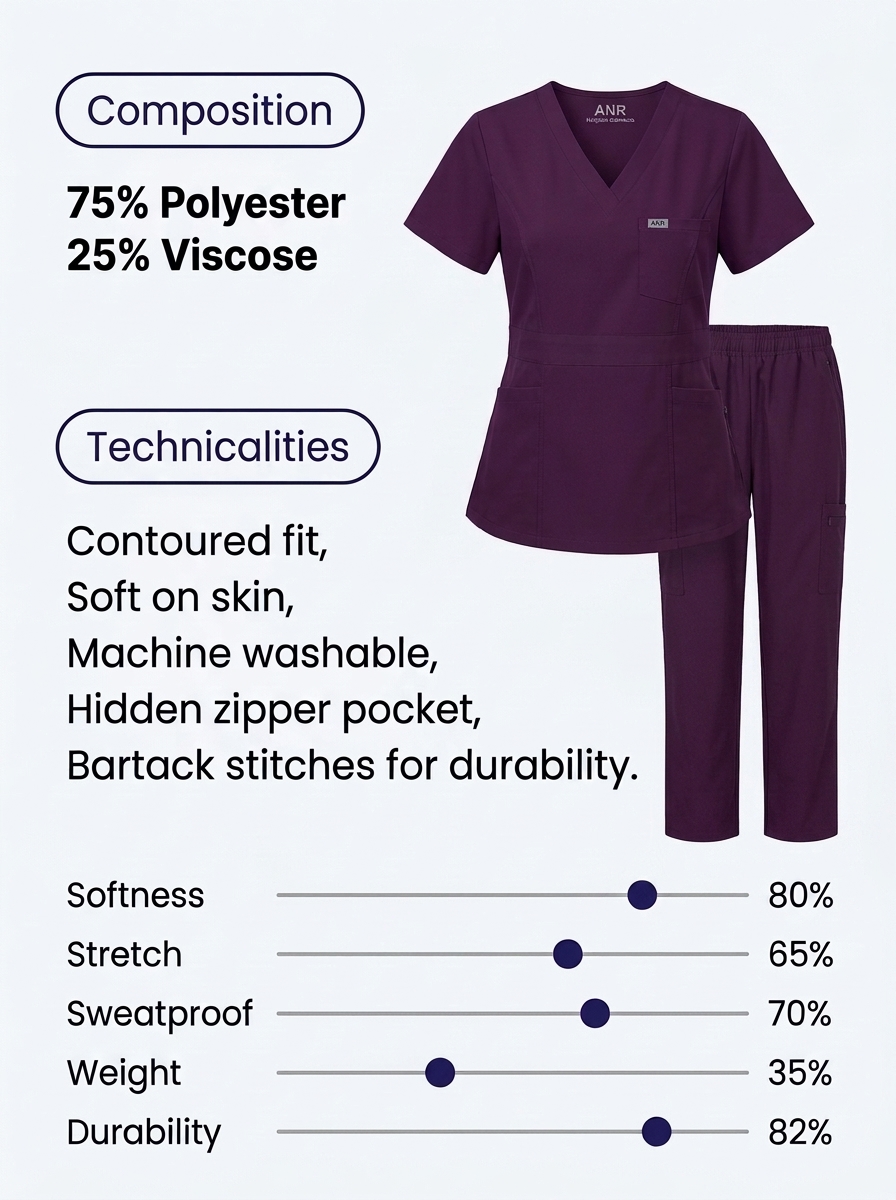 Composition
75% Polyester
25% Viscose
ANR
ANR
Technicalities
Contoured fit,
Soft on skin,
Machine washable,
Hidden zipper pocket,
Bartack stitches for durability.
Softness 80%
Stretch 65%
Sweatproof 70%
Weight 35%
Durability 82%